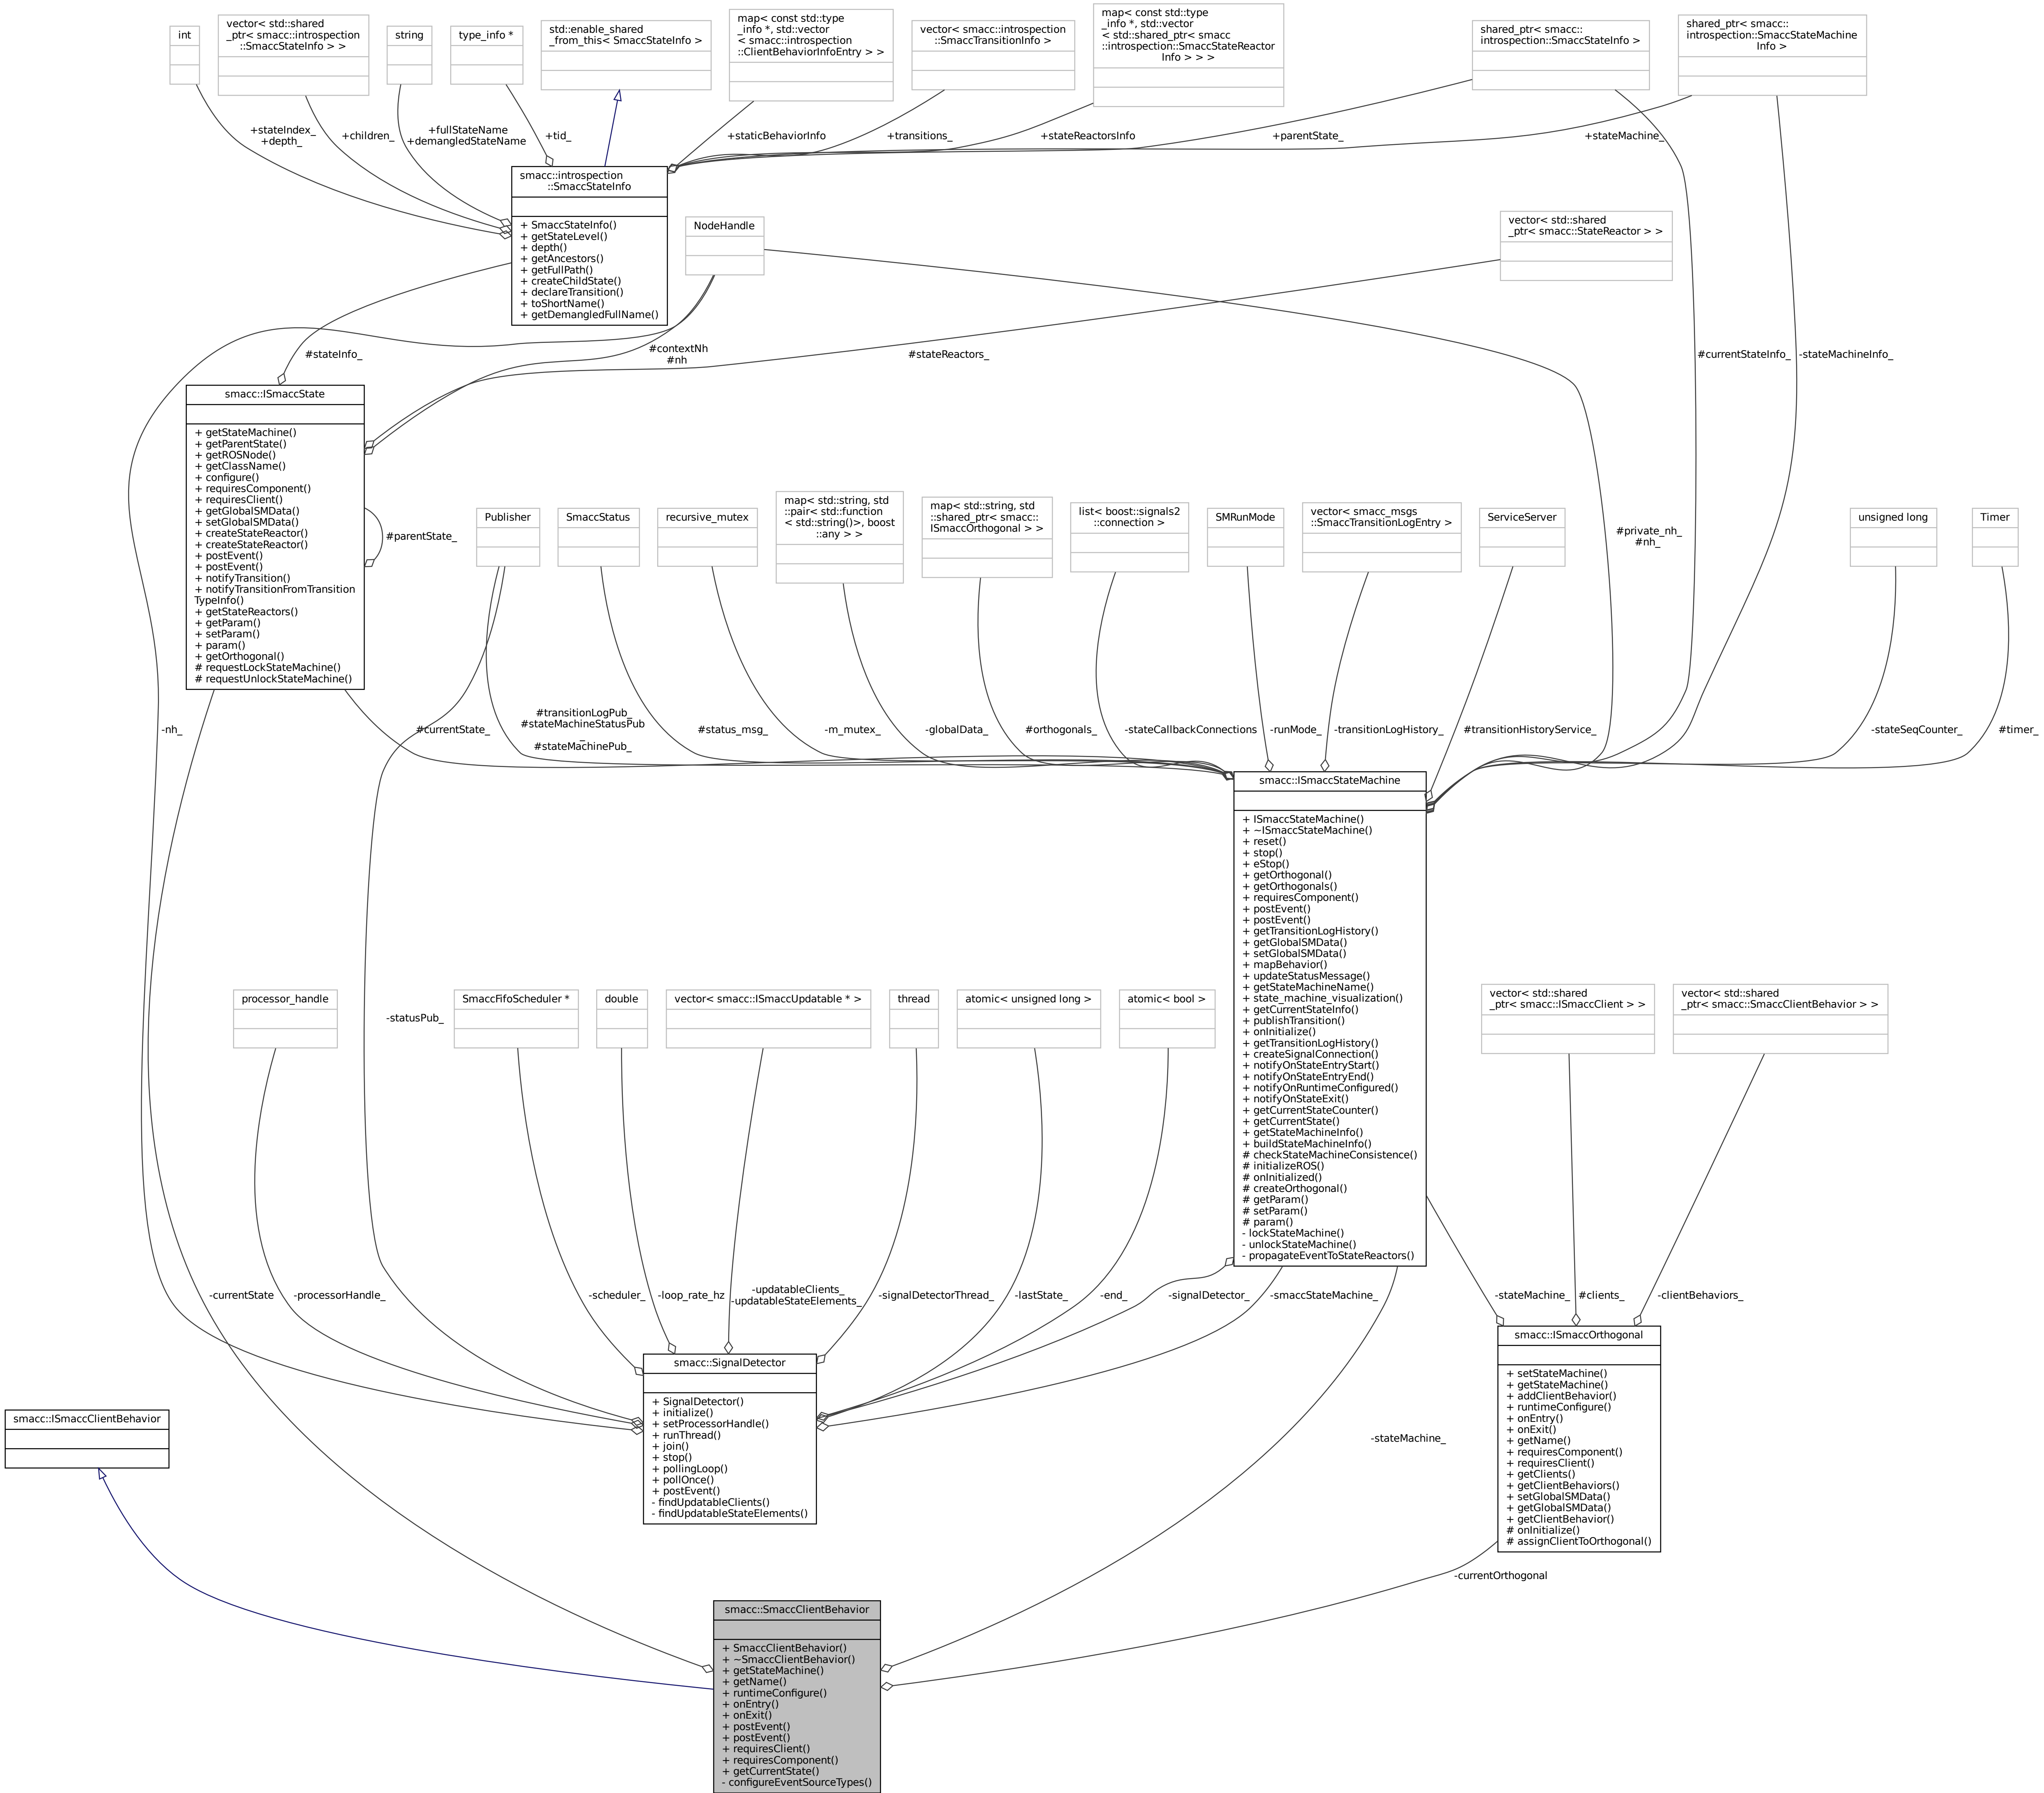 int
vector< std::shared
_ptr< smacc::introspection
::SmaccStateInfo > >
string
type_info *
std::enable_shared
_from_this< SmaccStateInfo >
map< const std::type
_info *, std::vector
< smacc::introspection
::ClientBehaviorInfoEntry > >
vector< smacc::introspection
::SmaccTransitionInfo >
map< const std::type
_info *, std::vector
< std::shared_ptr< smacc
::introspection::SmaccStateReactor
Info > > >
shared_ptr< smacc::
introspection::SmaccStateInfo >
shared_ptr< smacc::
introspection::SmaccStateMachine
Info >
+stateIndex_
+depth_
+children_
+fullStateName
+demangledStateName
+tid_
+staticBehaviorInfo
+transitions_
+stateReactorsInfo
+parentState_
+stateMachine_
smacc::introspection
::SmaccStateInfo
+ SmaccStateInfo()
+ getStateLevel()
+ depth()
+ getAncestors()
+ getFullPath()
+ createChildState()
+ declareTransition()
+ toShortName()
+ getDemangledFullName()
NodeHandle
vector< std::shared
_ptr< smacc::StateReactor > >
#stateInfo_
#contextNh
#nh
#stateReactors_
#currentStateInfo_
-stateMachineInfo_
smacc::ISmaccState
+ getStateMachine()
+ getParentState()
+ getROSNode()
+ getClassName()
+ configure()
+ requiresComponent()
+ requiresClient()
+ getGlobalSMData()
+ setGlobalSMData()
+ createStateReactor()
+ createStateReactor()
+ postEvent()
+ postEvent()
+ notifyTransition()
+ notifyTransitionFromTransition
TypeInfo()
+ getStateReactors()
+ getParam()
+ setParam()
+ param()
+ getOrthogonal()
# requestLockStateMachine()
# requestUnlockStateMachine()
#parentState_
Publisher
SmaccStatus
recursive_mutex
map< std::string, std
::pair< std::function
< std::string()>, boost
::any > >
map< std::string, std
::shared_ptr< smacc::
ISmaccOrthogonal > >
list< boost::signals2
::connection >
SMRunMode
vector< smacc_msgs
::SmaccTransitionLogEntry >
ServiceServer
#private_nh_
#nh_
unsigned long
Timer
-nh_
#currentState_
#transitionLogPub_
#stateMachineStatusPub
_
#stateMachinePub_
#status_msg_
-m_mutex_
-globalData_
#orthogonals_
-stateCallbackConnections
-runMode_
-transitionLogHistory_
#transitionHistoryService_
-stateSeqCounter_
#timer_
smacc::ISmaccStateMachine
+ ISmaccStateMachine()
+ ~ISmaccStateMachine()
+ reset()
+ stop()
+ eStop()
+ getOrthogonal()
+ getOrthogonals()
+ requiresComponent()
+ postEvent()
+ postEvent()
+ getTransitionLogHistory()
+ getGlobalSMData()
+ setGlobalSMData()
+ mapBehavior()
+ updateStatusMessage()
+ getStateMachineName()
+ state_machine_visualization()
+ getCurrentStateInfo()
+ publishTransition()
+ onInitialize()
+ getTransitionLogHistory()
+ createSignalConnection()
+ notifyOnStateEntryStart()
+ notifyOnStateEntryEnd()
+ notifyOnRuntimeConfigured()
+ notifyOnStateExit()
+ getCurrentStateCounter()
+ getCurrentState()
+ getStateMachineInfo()
+ buildStateMachineInfo()
# checkStateMachineConsistence()
# initializeROS()
# onInitialized()
# createOrthogonal()
# getParam()
# setParam()
# param()
- lockStateMachine()
- unlockStateMachine()
- propagateEventToStateReactors()
processor_handle
-statusPub_
SmaccFifoScheduler *
double
vector< smacc::ISmaccUpdatable * >
thread
atomic< unsigned long >
atomic< bool >
vector< std::shared
_ptr< smacc::ISmaccClient > >
vector< std::shared
_ptr< smacc::SmaccClientBehavior > >
-currentState
-processorHandle_
-scheduler_
-loop_rate_hz
-updatableClients_
-updatableStateElements_
-signalDetectorThread_
-lastState_
-end_
-signalDetector_
-smaccStateMachine_
-stateMachine_
#clients_
-clientBehaviors_
smacc::SignalDetector
+ SignalDetector()
+ initialize()
+ setProcessorHandle()
+ runThread()
+ join()
+ stop()
+ pollingLoop()
+ pollOnce()
+ postEvent()
- findUpdatableClients()
- findUpdatableStateElements()
smacc::ISmaccOrthogonal
+ setStateMachine()
+ getStateMachine()
+ addClientBehavior()
+ runtimeConfigure()
+ onEntry()
+ onExit()
+ getName()
+ requiresComponent()
+ requiresClient()
+ getClients()
+ getClientBehaviors()
+ setGlobalSMData()
+ getGlobalSMData()
+ getClientBehavior()
# onInitialize()
# assignClientToOrthogonal()
smacc::ISmaccClientBehavior
-stateMachine_
-currentOrthogonal
smacc::SmaccClientBehavior
+ SmaccClientBehavior()
+ ~SmaccClientBehavior()
+ getStateMachine()
+ getName()
+ runtimeConfigure()
+ onEntry()
+ onExit()
+ postEvent()
+ postEvent()
+ requiresClient()
+ requiresComponent()
+ getCurrentState()
- configureEventSourceTypes()